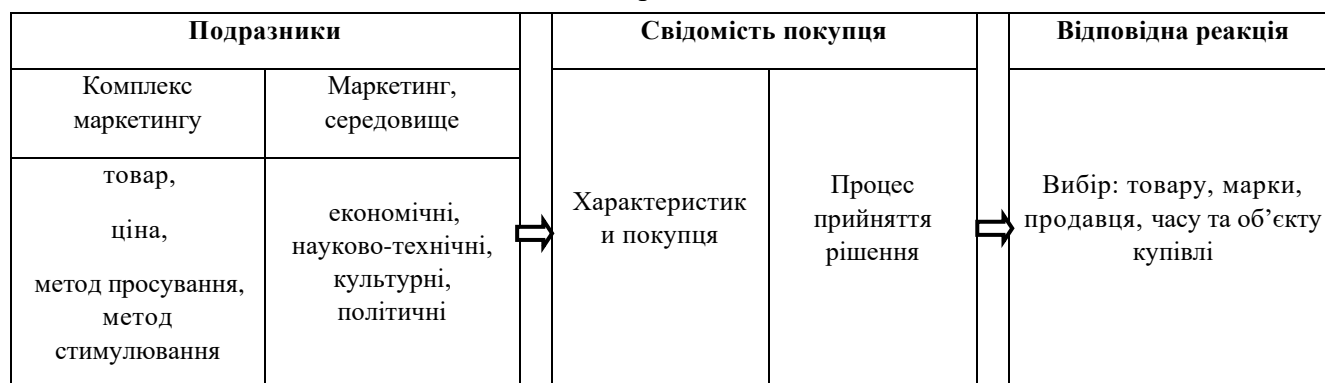 Подразники
Свідомість покупця
Відповідна реакція
Комплекс
маркетингу
Маркетинг,
середовище
товар,
ціна,
метод просування,
метод
стимулювання
економічні,
науково-технічні,
культурні,
політичні
Характеристик
и покупця
Процес
прийняття
рішення
Вибір: товару, марки,
продавця, часу та об’єкту
купівлі